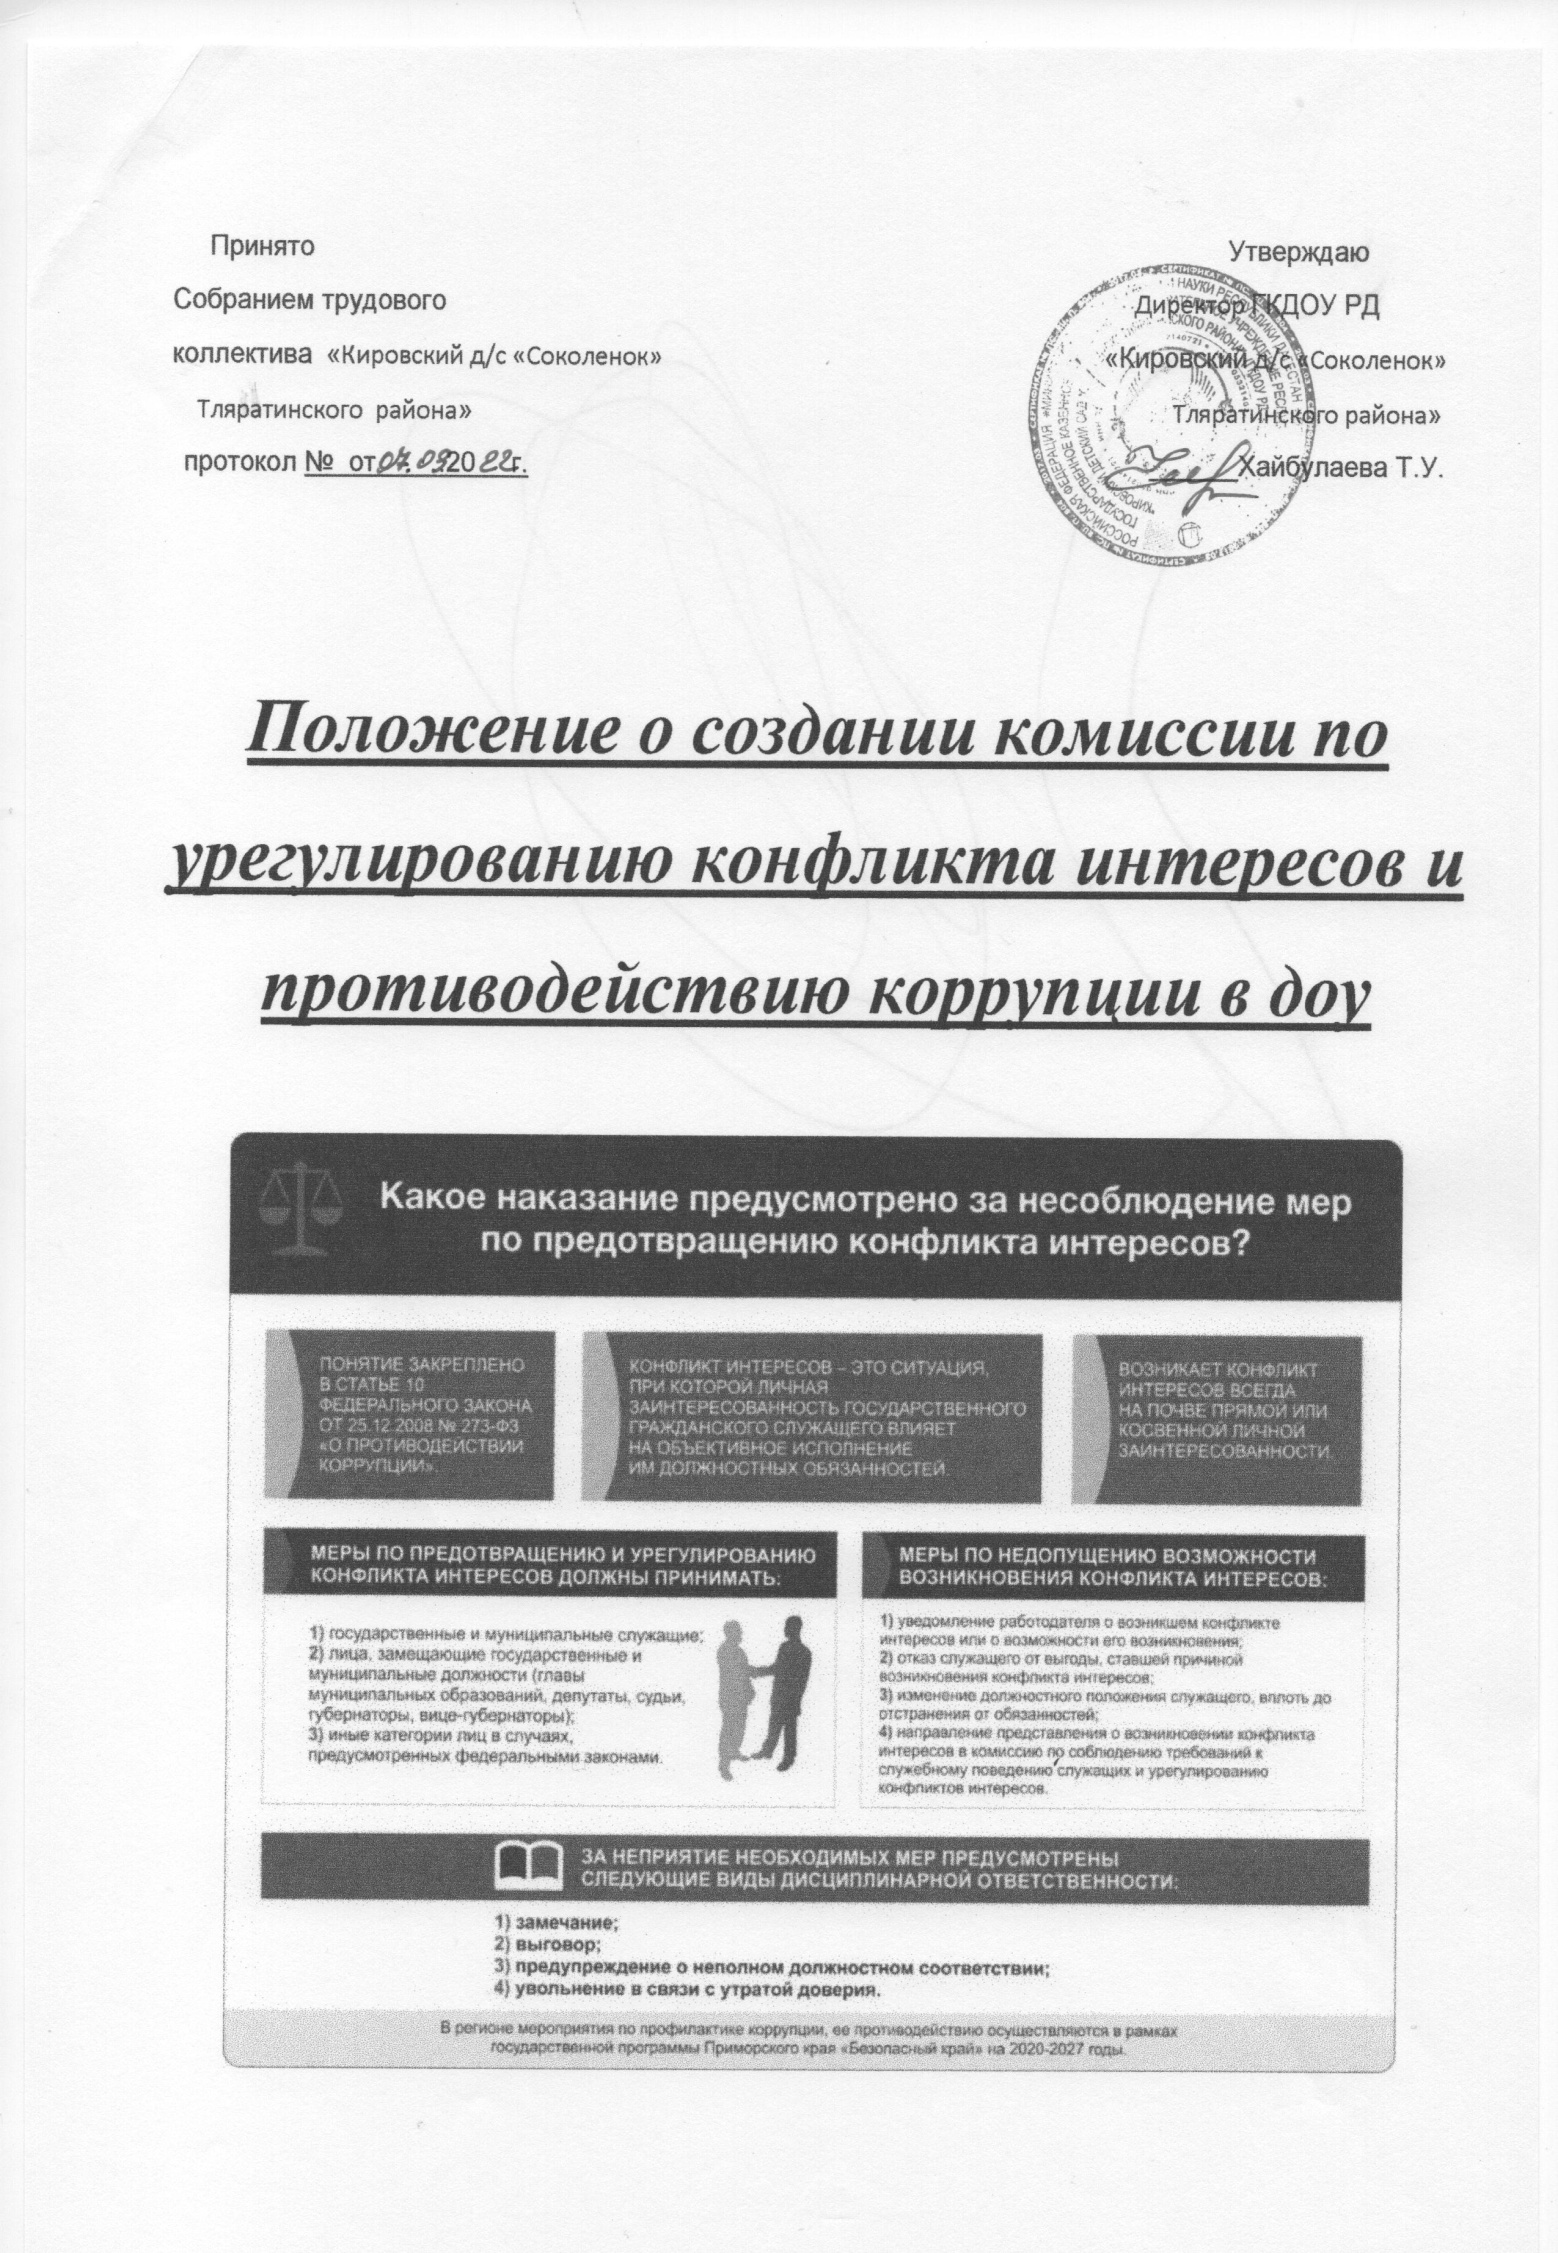 Принято
Собранием трудового
коллектива «Кировский д/с «Соколенок»
Тляратинского района»
протокол № от 07.09.2022г.
Утверждаю
Директор ГКДОУ РД
«Кировский д/с «Соколенок»
Тляратинского района»
Хайбулаева Т.У.
Положение о создании комиссии по
урегулированию конфликта интересов и
противодействию коррупции в доу
Какое наказание предусмотрено за несоблюдение мер
по предотвращению конфликта интересов?
ПОНЯТИЕ ЗАКРЕПЛЕНО
В СТАТЬЕ 10
ФЕДЕРАЛЬНОГО ЗАКОНА
ОТ 25.12.2008 № 273-ФЗ
«О ПРОТИВОДЕЙСТВИИ
КОРРУПЦИИ».
КОНФЛИКТ ИНТЕРЕСОВ – ЭТО СИТУАЦИЯ,
ПРИ КОТОРОЙ ЛИЧНАЯ
ЗАИНТЕРЕСОВАННОСТЬ ГОСУДАРСТВЕННОГО
ГРАЖДАНСКОГО СЛУЖАЩЕГО ВЛИЯЕТ
НА ОБЪЕКТИВНОЕ ИСПОЛНЕНИЕ
ИМ ДОЛЖНОСТНЫХ ОБЯЗАННОСТЕЙ.
ВОЗНИКАЕТ КОНФЛИКТ
ИНТЕРЕСОВ ВСЕГДА
НА ПОЧВЕ ПРЯМОЙ ИЛИ
КОСВЕННОЙ ЛИЧНОЙ
ЗАИНТЕРЕСОВАННОСТИ.
МЕРЫ ПО ПРЕДОТВРАЩЕНИЮ И УРЕГУЛИРОВАНИЮ
КОНФЛИКТА ИНТЕРЕСОВ ДОЛЖНЫ ПРИНИМАТЬ:
1) государственные и муниципальные служащие;
2) лица, замещающие государственные и
муниципальные должности (главы
муниципальных образований, депутаты, судьи,
губернаторы, вице-губернаторы);
3) иные категории лиц в случаях,
предусмотренных федеральными законами.
МЕРЫ ПО НЕДОПУЩЕНИЮ ВОЗМОЖНОСТИ
ВОЗНИКНОВЕНИЯ КОНФЛИКТА ИНТЕРЕСОВ:
1) уведомление работодателя о возникшем конфликте
интересов или о возможности его возникновения;
2) отказ служащего от выгоды, ставшей причиной
возникновения конфликта интересов;
3) изменение должностного положения служащего, вплоть до
отстранения от обязанностей;
4) направление представления о возникновении конфликта
интересов в комиссию по соблюдению требований к
служебному поведению служащих и урегулированию
конфликтов интересов.
ЗА НЕПРИЯТИЕ НЕОБХОДИМЫХ МЕР ПРЕДУСМОТРЕНЫ
СЛЕДУЮЩИЕ ВИДЫ ДИСЦИПЛИНАРНОЙ ОТВЕТСТВЕННОСТИ:
1) замечание;
2) выговор;
3) предупреждение о неполном должностном соответствии;
4) увольнение в связи с утратой доверия.
В регионе мероприятия по профилактике коррупции, ее противодействию осуществляются в рамках
государственной программы Приморского края «Безопасный край» на 2020-2027 годы.